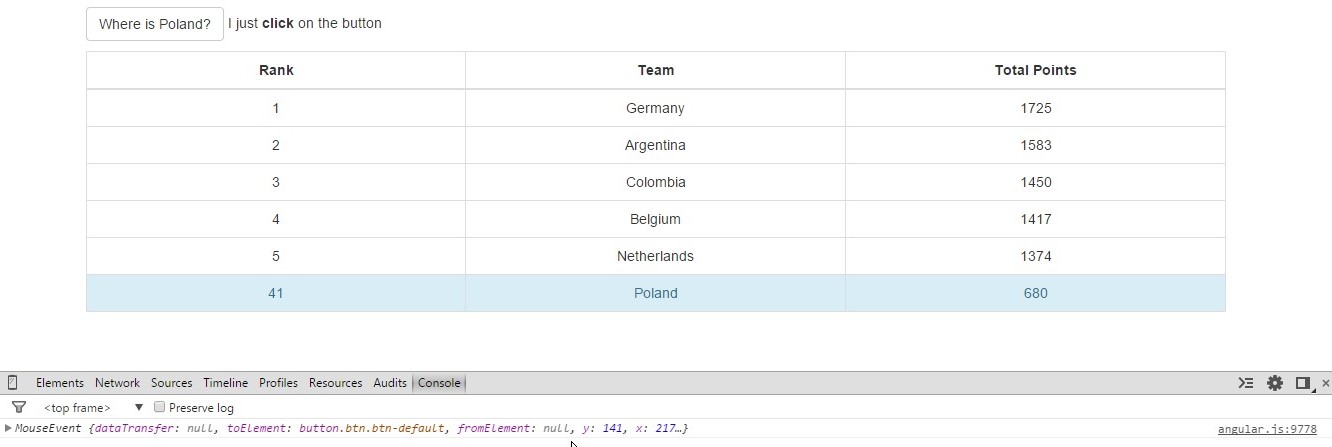 Where is Poland? I just click on the button
Rank Team Total Points
1 Germany 1725
2 Argentina 1583
3 Colombia 1450
4 Belgium 1417
5 Netherlands 1374
41 Poland 680
Elements Network Sources Timeline Profiles Resources Audits Console
<top frame> ▼ Preserve log
▶ MouseEvent {dataTransfer: null, toElement: button.btn.btn-default, fromElement: null, y: 141, x: 217…} angular.js:9778